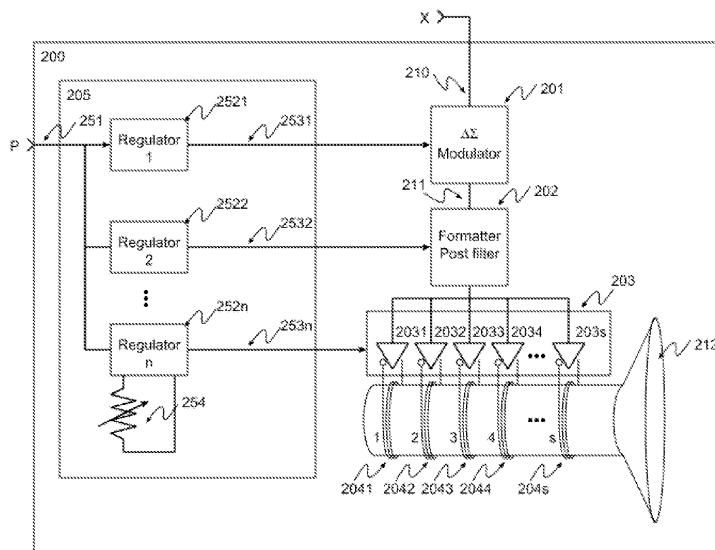 X
200
205
210
201
2521
2531
251
P
Regulator
1
ΔΣ
Modulator
211
202
2522
2532
Regulator
2
Formatter
Post filter
203
252n
253n
2031
2032
2033
2034
203s
212
Regulator
n
254
1
2
3
4
s
2041
2042
2043
2044
204s